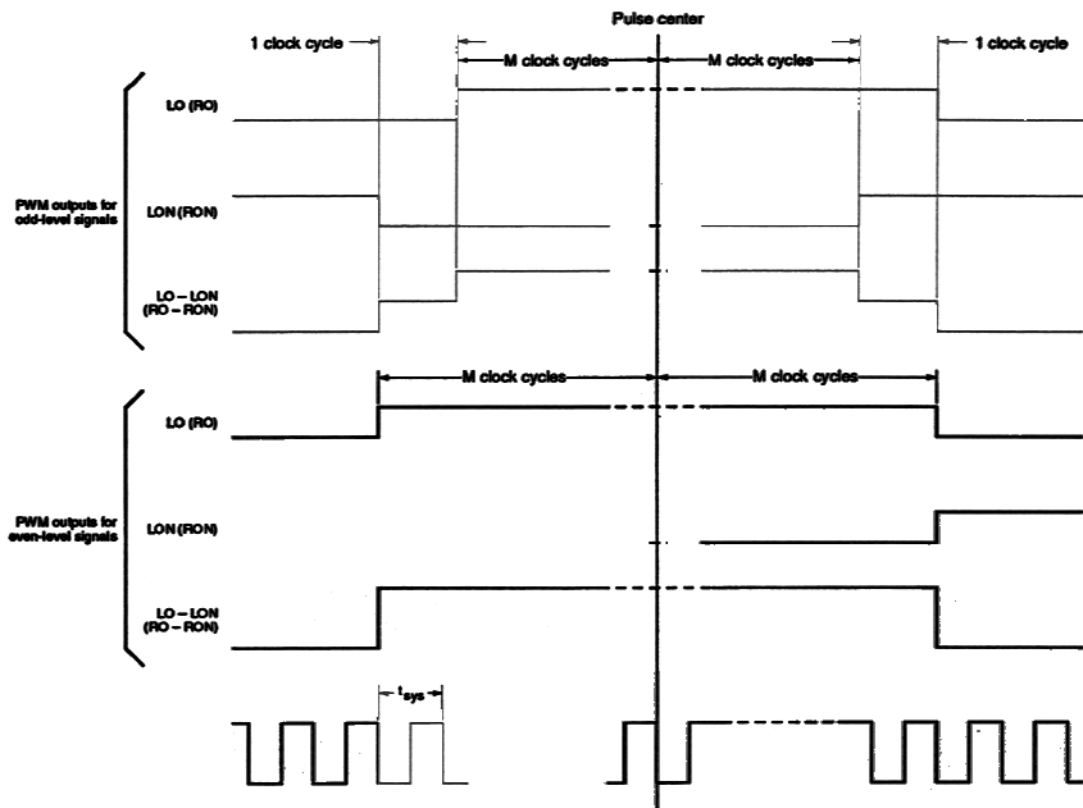 Pulse center
1 clock cycle
1 clock cycle
M clock cycles
M clock cycles
LO (RO)
PWM outputs for
odd-level signals
LON (RON)
LO – LON
(RO – RON)
M clock cycles
M clock cycles
LO (RO)
PWM outputs for
even-level signals
LON (RON)
LO – LON
(RO – RON)
tsys